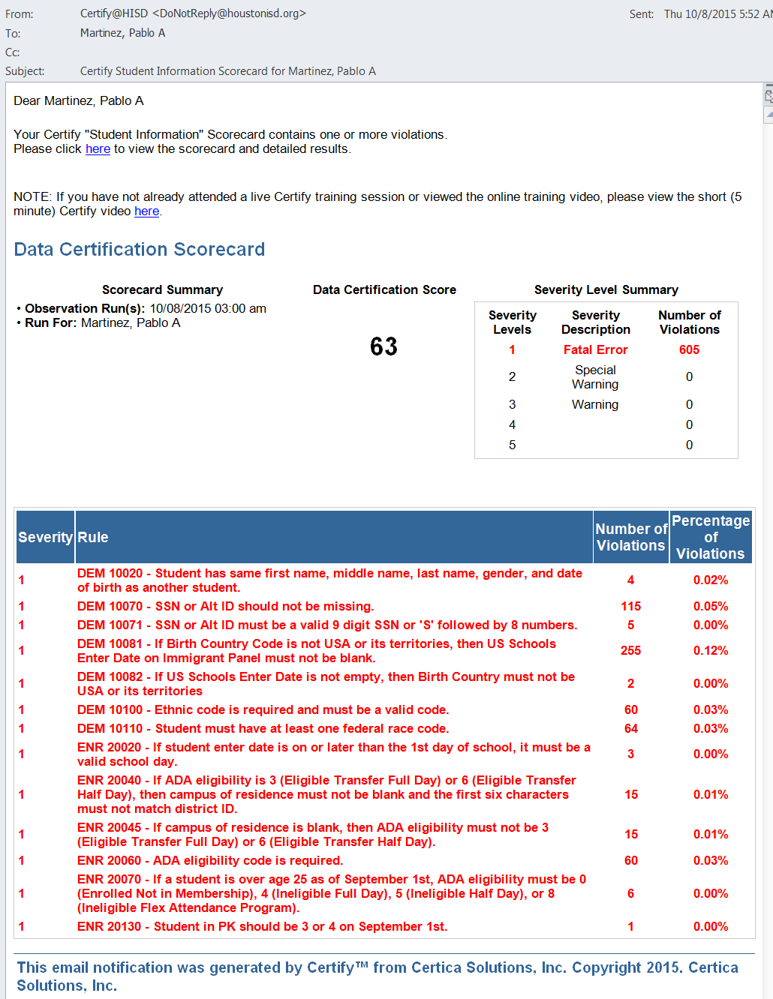 From: Certify@HISD <DoNotReply@houstonisd.org> Sent: Thu 10/8/2015 5:52 AM
To: Martinez, Pablo A
Cc:
Subject: Certify Student Information Scorecard for Martinez, Pablo A
Dear Martinez, Pablo A
Your Certify "Student Information" Scorecard contains one or more violations.
Please click here to view the scorecard and detailed results.
NOTE: If you have not already attended a live Certify training session or viewed the online training video, please view the short (5
minute) Certify video here.
Data Certification Scorecard
Scorecard Summary
• Observation Run(s): 10/08/2015 03:00 am
• Run For: Martinez, Pablo A
Data Certification Score
63
Severity Level Summary
Severity Levels Severity Description Number of Violations
1 Fatal Error 605
2 Special Warning 0
3 Warning 0
4 0
5 0
Severity Rule Number of Violations Percentage of Violations
1 DEM 10020 - Student has same first name, middle name, last name, gender, and date
of birth as another student. 4 0.02%
1 DEM 10070 - SSN or Alt ID should not be missing. 115 0.05%
1 DEM 10071 - SSN or Alt ID must be a valid 9 digit SSN or 'S' followed by 8 numbers. 5 0.00%
1 DEM 10081 - If Birth Country Code is not USA or its territories, then US Schools
Enter Date on Immigrant Panel must not be blank. 255 0.12%
1 DEM 10082 - If US Schools Enter Date is not empty, then Birth Country must not be
USA or its territories 2 0.00%
1 DEM 10100 - Ethnic code is required and must be a valid code. 60 0.03%
1 DEM 10110 - Student must have at least one federal race code. 64 0.03%
1 ENR 20020 - If student enter date is on or later than the 1st day of school, it must be a
valid school day. 3 0.00%
1 ENR 20040 - If ADA eligibility is 3 (Eligible Transfer Full Day) or 6 (Eligible Transfer
Half Day), then campus of residence must not be blank and the first six characters
must not match district ID. 15 0.01%
1 ENR 20045 - If campus of residence is blank, then ADA eligibility must not be 3
(Eligible Transfer Full Day) or 6 (Eligible Transfer Half Day). 15 0.01%
1 ENR 20060 - ADA eligibility code is required. 60 0.03%
1 ENR 20070 - If a student is over age 25 as of September 1st, ADA eligibility must be 0
(Enrolled Not in Membership), 4 (Ineligible Full Day), 5 (Ineligible Half Day), or 8
(Ineligible Flex Attendance Program). 6 0.00%
1 ENR 20130 - Student in PK should be 3 or 4 on September 1st. 1 0.00%
This email notification was generated by Certify™ from Certica Solutions, Inc. Copyright 2015. Certica
Solutions, Inc.